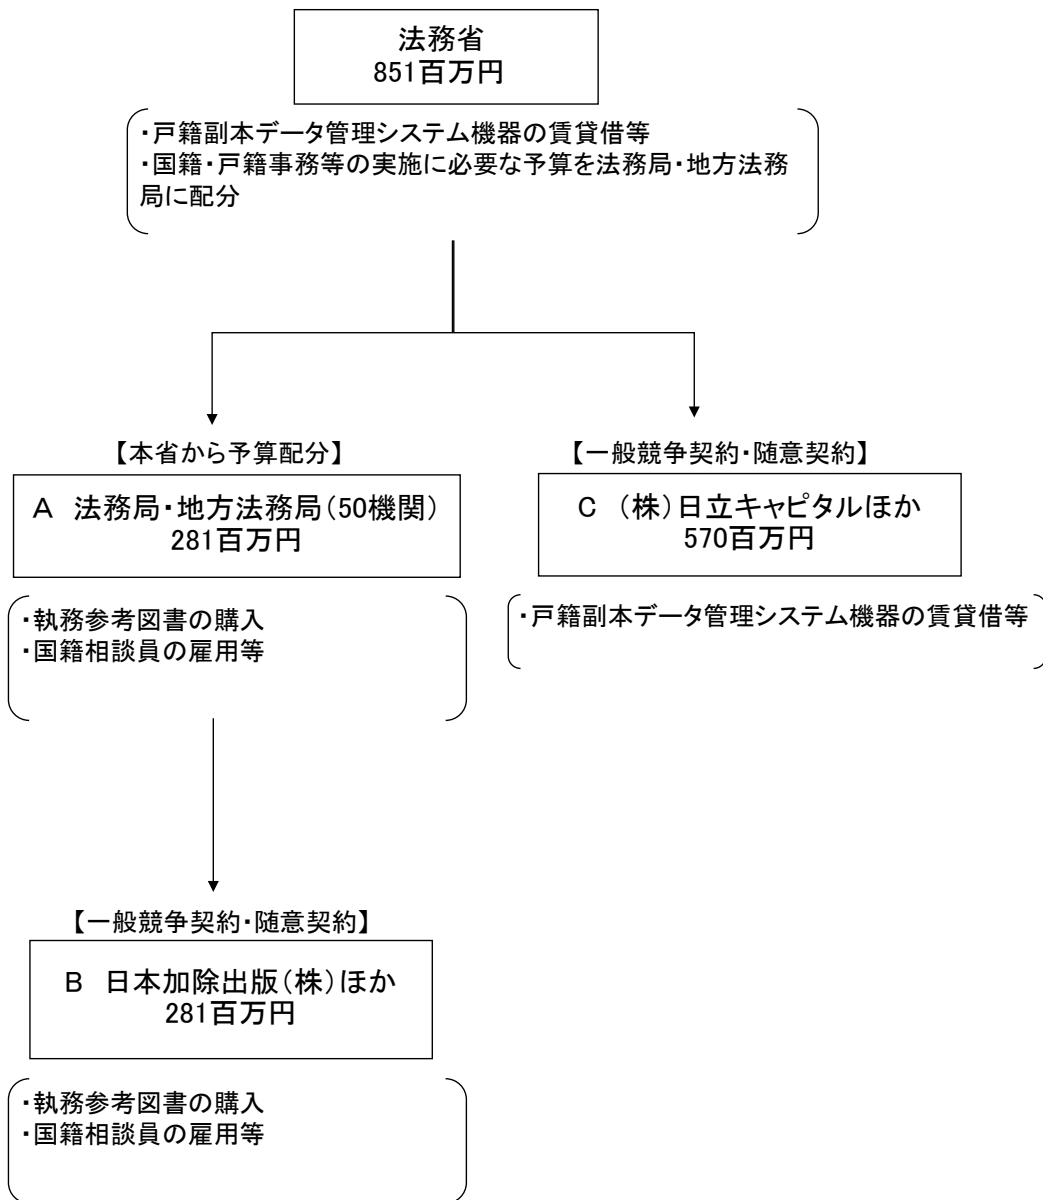 法務省
851百万円
・戸籍副本データ管理システム機器の賃貸借等
・国籍・戸籍事務等の実施に必要な予算を法務局・地方法務
局に配分
【本省から予算配分】
A　法務局・地方法務局(50機関)
281百万円
・執務参考図書の購入
・国籍相談員の雇用等
【一般競争契約・随意契約】
C　(株)日立キャピタルほか
570百万円
・戸籍副本データ管理システム機器の賃貸借等
【一般競争契約・随意契約】
B　日本加除出版(株)ほか
281百万円
・執務参考図書の購入
・国籍相談員の雇用等